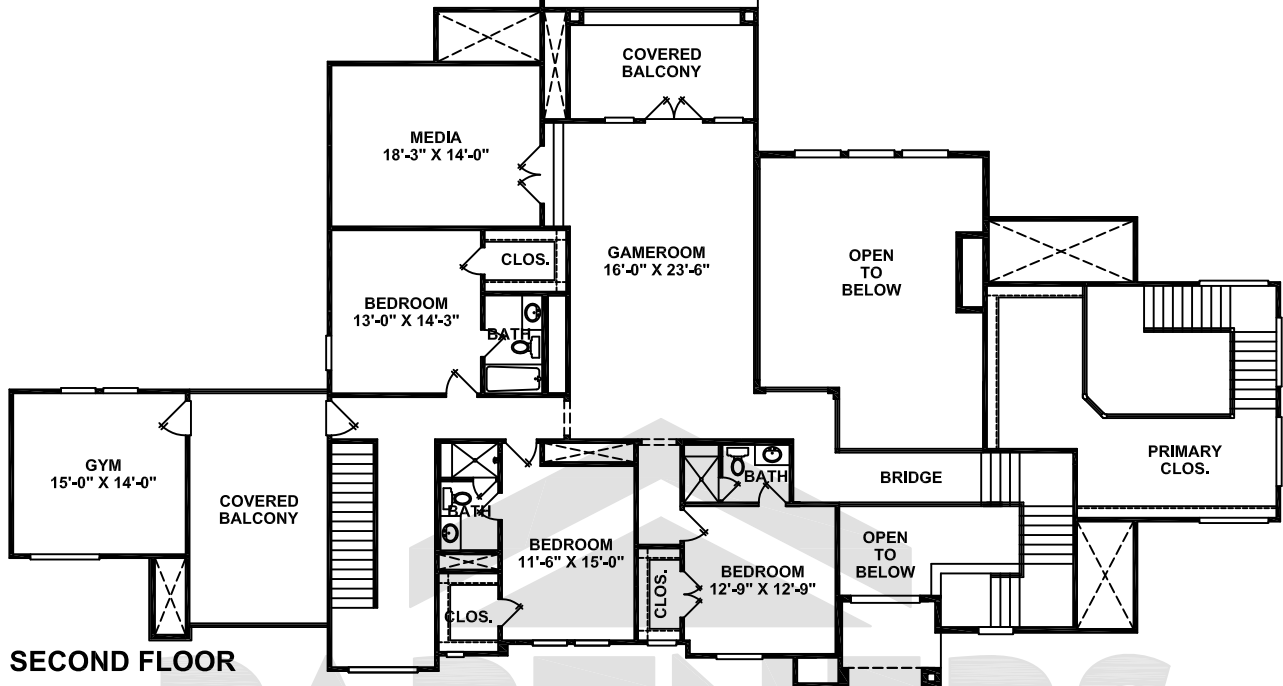 COVERED
BALCONY
MEDIA
18'-3" X 14'-0"
GAMEROOM
16'-0" X 23'-6"
OPEN
TO
BELOW
CLOS.
BEDROOM
13'-0" X 14'-3"
BATH
GYM
15'-0" X 14'-0"
COVERED
BALCONY
PRIMARY
CLOS.
BRIDGE
BATH
BATH
BEDROOM
11'-6" X 15'-0"
BEDROOM
12'-9" X 12'-9"
OPEN
TO
BELOW
CLOS.
CLOS.
SECOND FLOOR
PARTNERS